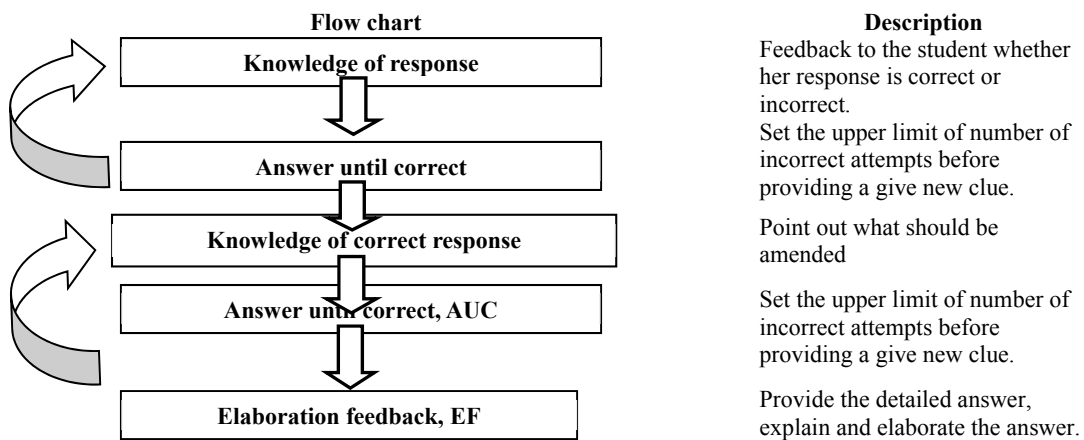 Flow chart
Description
Knowledge of response
Feedback to the student whether
her response is correct or
incorrect.
Answer until correct
Set the upper limit of number of
incorrect attempts before
providing a give new clue.
Knowledge of correct response
Point out what should be
amended
Answer until correct, AUC
Set the upper limit of number of
incorrect attempts before
providing a give new clue.
Elaboration feedback, EF
Provide the detailed answer,
explain and elaborate the answer.